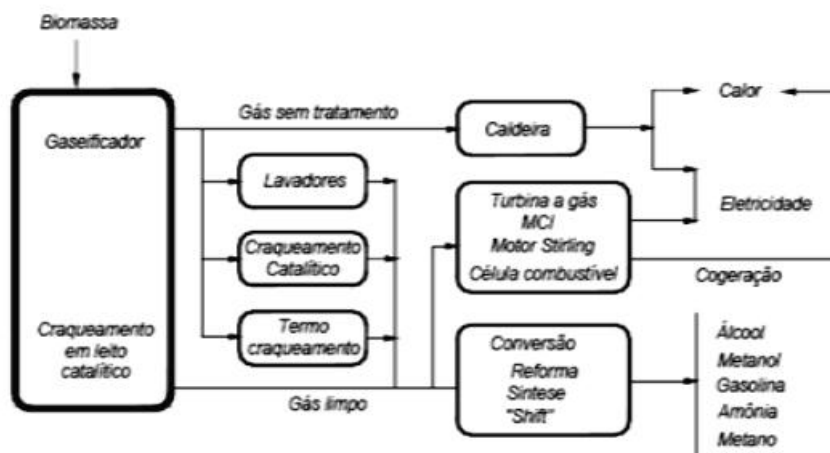 Biomassa
Gaseificador
Craqueamento
em leito
catalítico
Gás sem tratamento
Lavadores
Craqueamento
Catalítico
Termo
craqueamento
Gás limpo
Caldeira
Turbina a gás
MCI
Motor Stirling
Célula combustível
Conversão
Reforma
Síntese
"Shift"
Calor
Eletricidade
Cogeração
Álcool
Metanol
Gasolina
Amônia
Metano